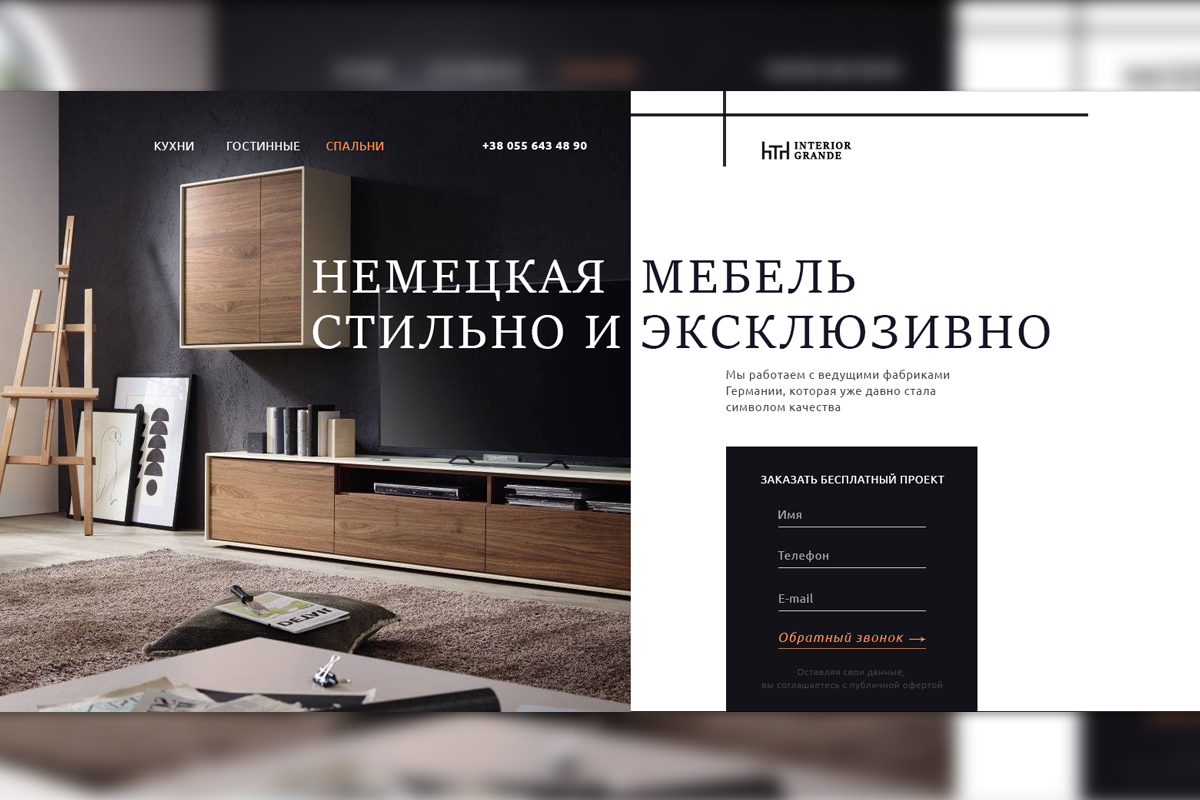 КУХНИ ГОСТИННЫЕ СПАЛЬНИ +38 055 643 48 90
INTERIOR
GRANDE
НЕМЕЦКАЯ МЕБЕЛЬ
СТИЛЬНО И ЭКСКЛЮЗИВНО
Мы работаем с ведущими фабриками
Германии, которая уже давно стала
символом качества
ЗАКАЗАТЬ БЕСПЛАТНЫЙ ПРОЕКТ
Имя
Телефон
E-mail
Обратный звонок →
Оставляя свои данные,
вы соглашаетесь с публичной офертой